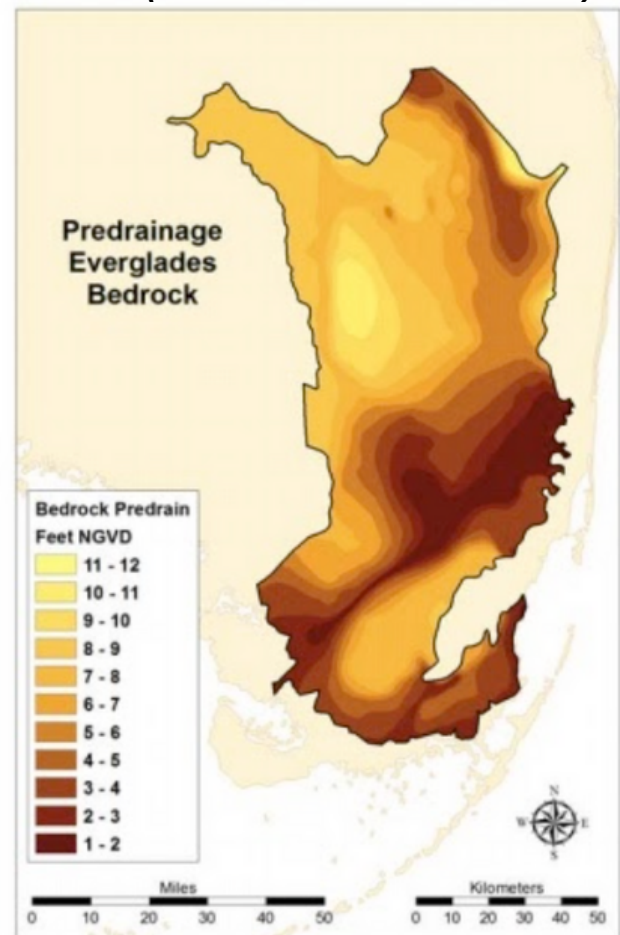 Predrainage
Everglades
Bedrock
Bedrock Predrain
Feet NGVD
11 - 12
10 - 11
9 - 10
8 - 9
7 - 8
6 - 7
5 - 6
4 - 5
3 - 4
2 - 3
1 - 2
N
W E
S
Miles
0 10 20 30 40 50
Kilometers
0 10 20 30 40 50